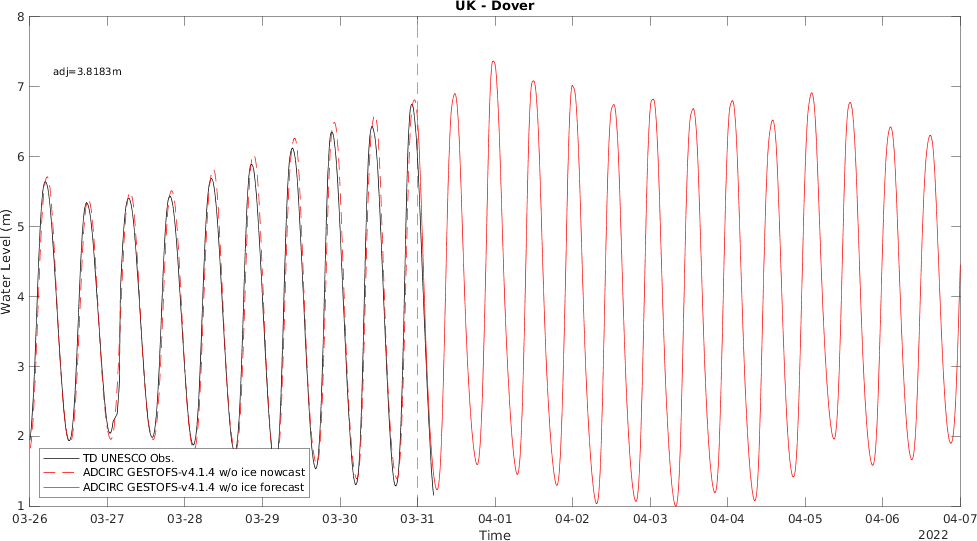 UK - Dover
adj=3.8183m
8
7
6
5
4
3
2
1
Water Level (m)
TD UNESCO Obs.
ADCIRC GESTOFS-v4.1.4 w/o ice nowcast
ADCIRC GESTOFS-v4.1.4 w/o ice forecast
03-26 03-27 03-28 03-29 03-30 03-31 04-01 04-02 04-03 04-04 04-05 04-06 04-07
Time
2022